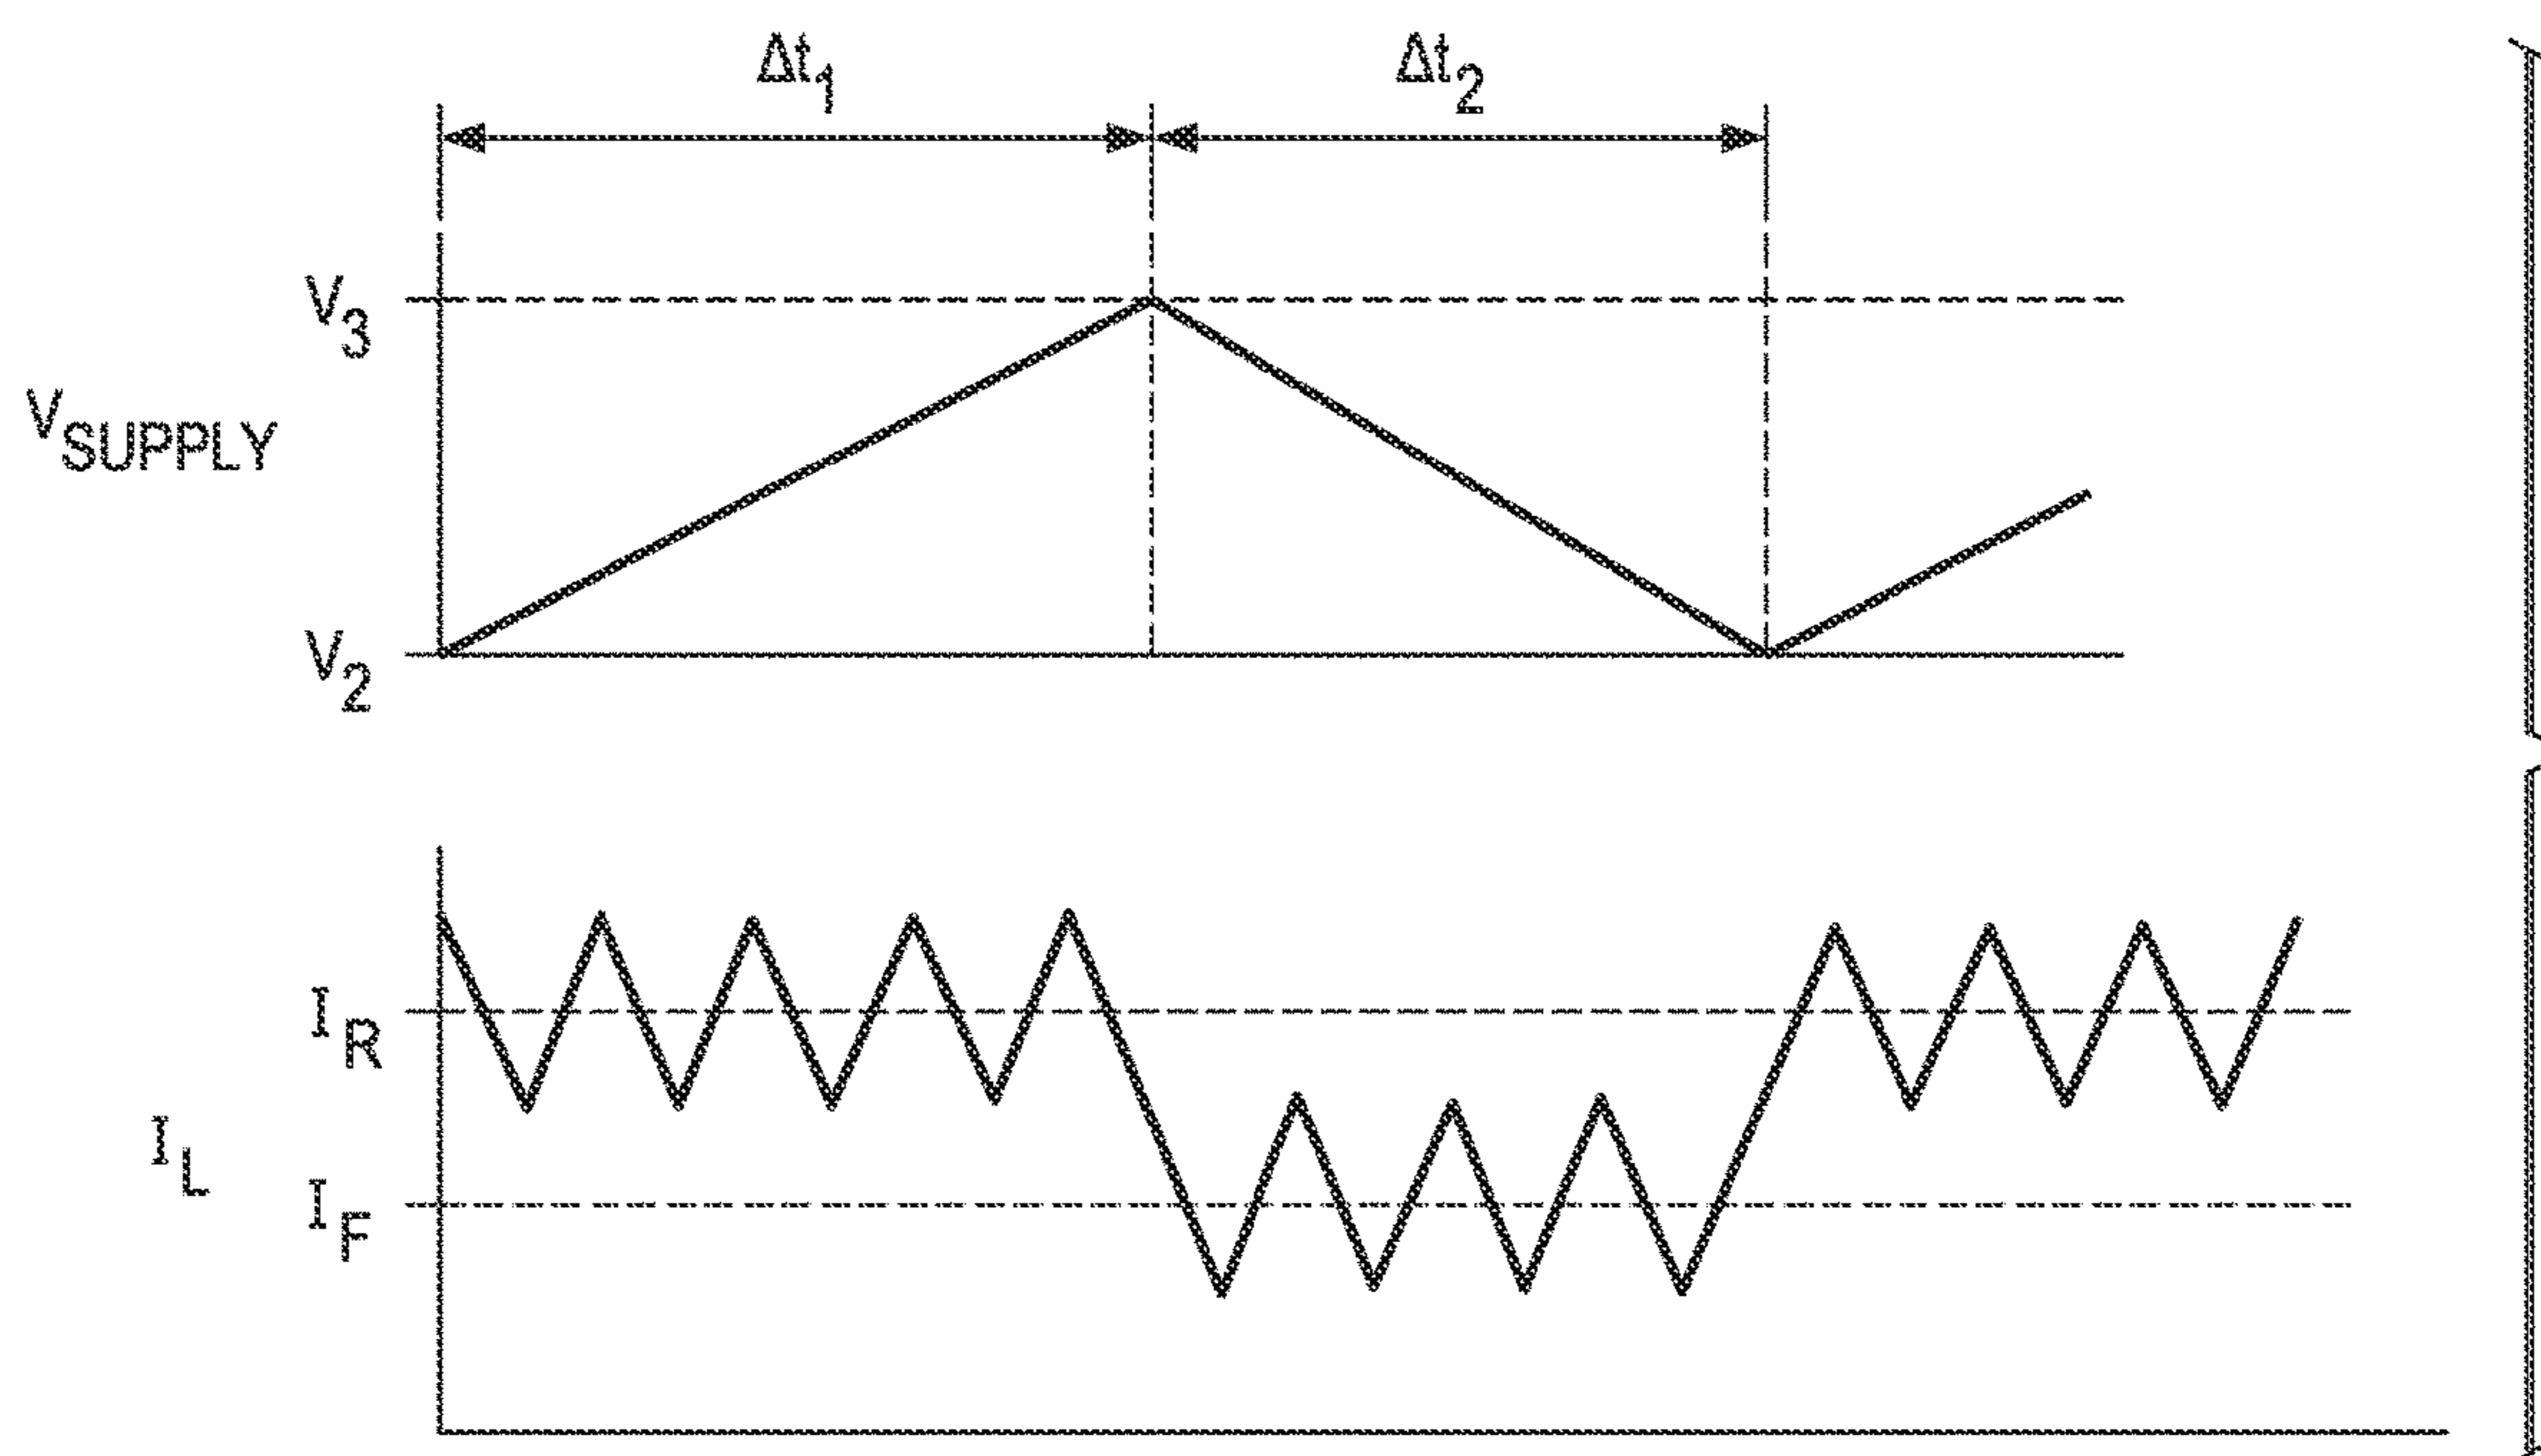 Δt1 Δt2
V3
VSUPPLY
V2
IR
IL
IF